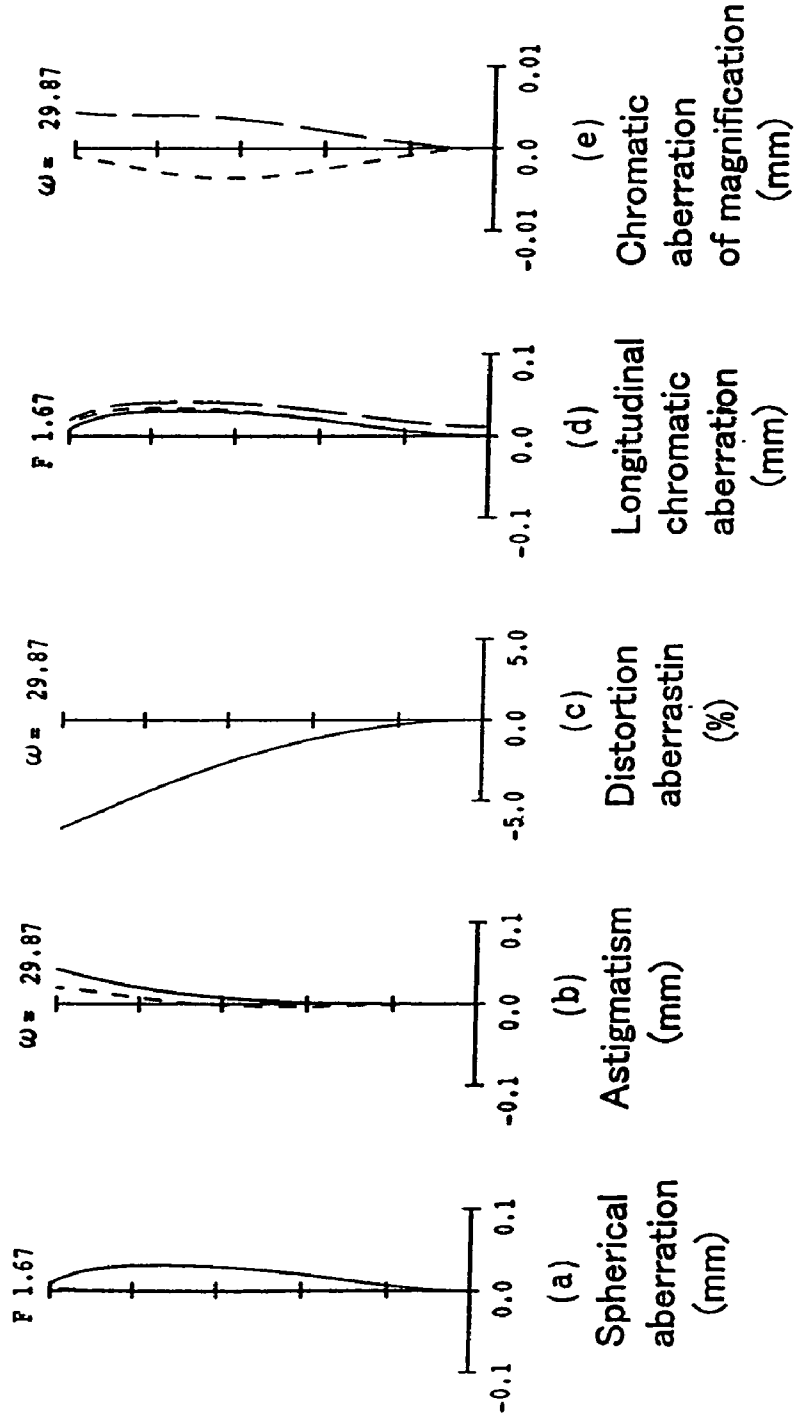 F 1.67
-0.1 0.0 0.1
(a)
Spherical
aberration
(mm)
ω= 29.87
-0.1 0.0 0.1
(b)
Astigmatism
(mm)
ω= 29.87
-5.0 0.0 5.0
(c)
Distortion
aberrastin
(%)
F 1.67
-0.1 0.0 0.1
(d)
Longitudinal
chromatic
aberration
(mm)
ω= 29.87
-0.01 0.0 0.01
(e)
Chromatic
aberration
of magnification
(mm)